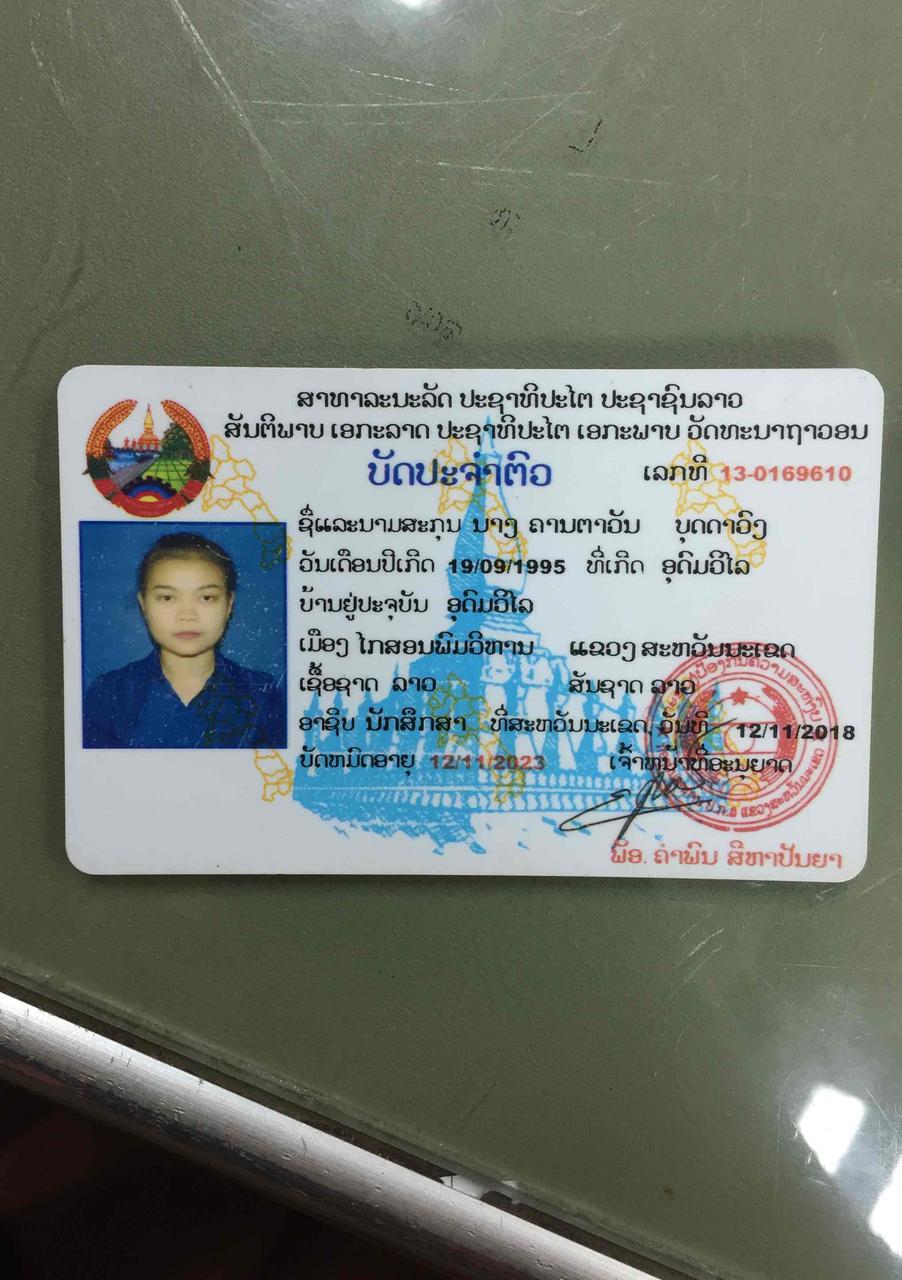 ສາທາລະນະລັດ ປະຊາທິປະໄຕ ປະຊາຊົນລາວ
ສັນຕິພາບ ເອກະລາດ ປະຊາທິປະໄຕ ເອກະພາບ ວັດທະນາຖາວອນ
ບັດປະຈຳຕົວ ເລກທີ 13-0169610
ຊື່ແລະນາມສະກຸນ ນາງ ຄານຕາວັນ ບຸດດາວົງ
ວັນເດືອນປີເກີດ 19/09/1995 ທີ່ເກີດ ອຸດົມວິໄລ
ບ້ານຢູ່ປະຈຸບັນ ອຸດົມວິໄລ
ເມືອງ ໄກສອນພົມວິຫານ ແຂວງ ສະຫວັນນະເຂດ
ເຊື້ອຊາດ ລາວ ສັນຊາດ ລາວ
ອາຊີບ ນັກສຶກສາ ທີ່ສະຫວັນນະເຂດ, ວັນທີ 12/11/2018
ບັດຫມົດອາຍຸ 12/11/2023 ເຈົ້າຫນ້າທີ່ອະນຸຍາດ
ພັອ. ຄຳພົນ ສີຫາປັນຍາ